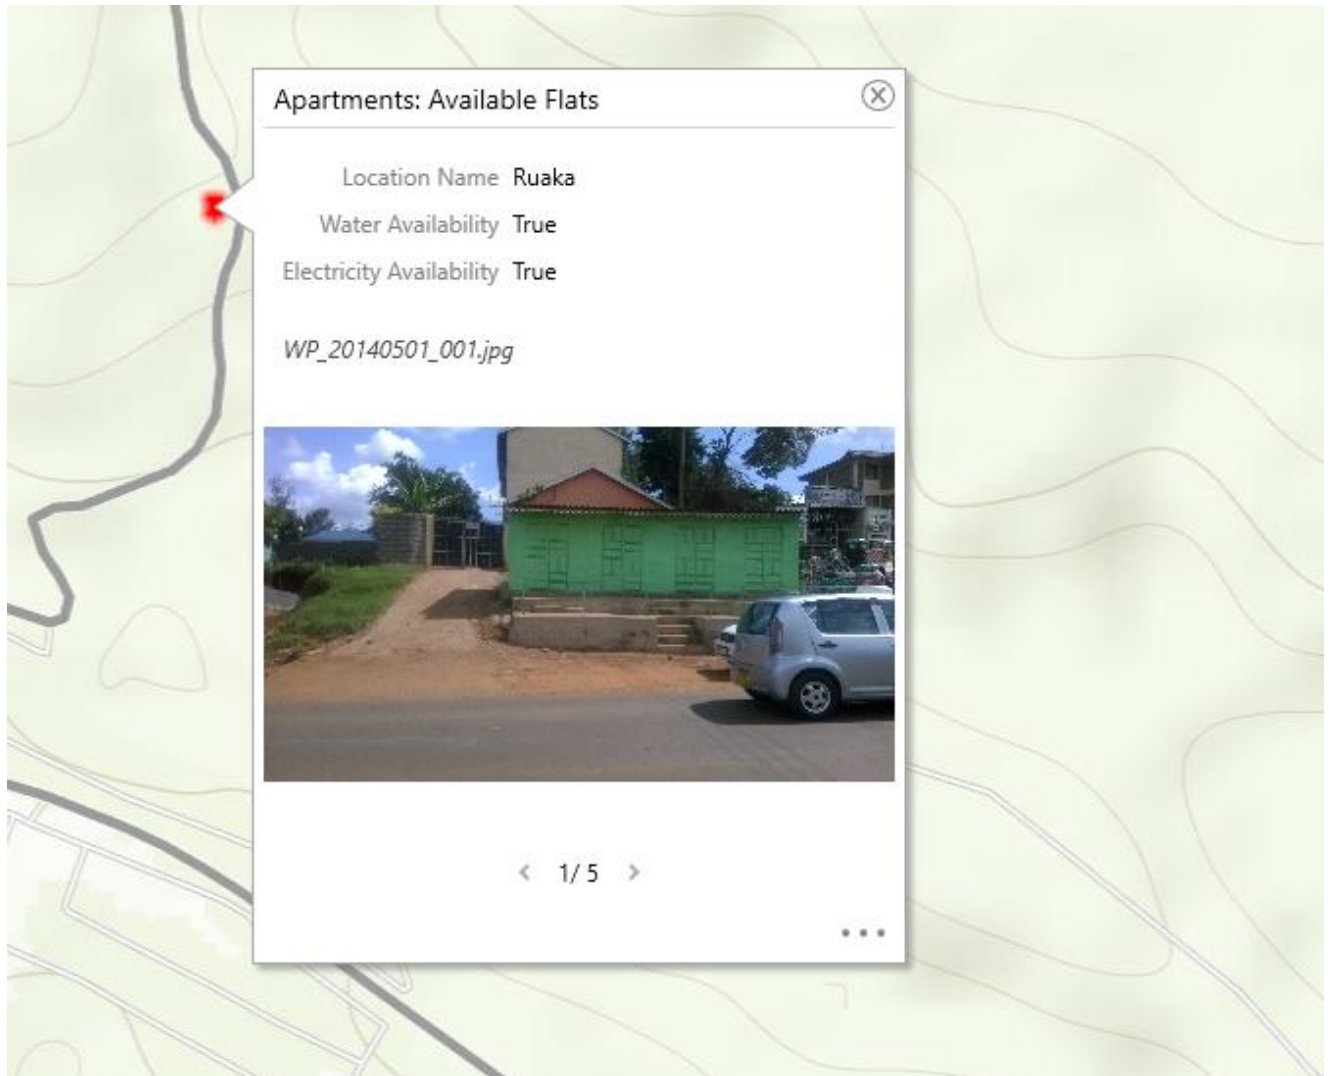 Apartments: Available Flats
Location Name Ruaka
Water Availability True
Electricity Availability True
WP_20140501_001.jpg
1/ 5